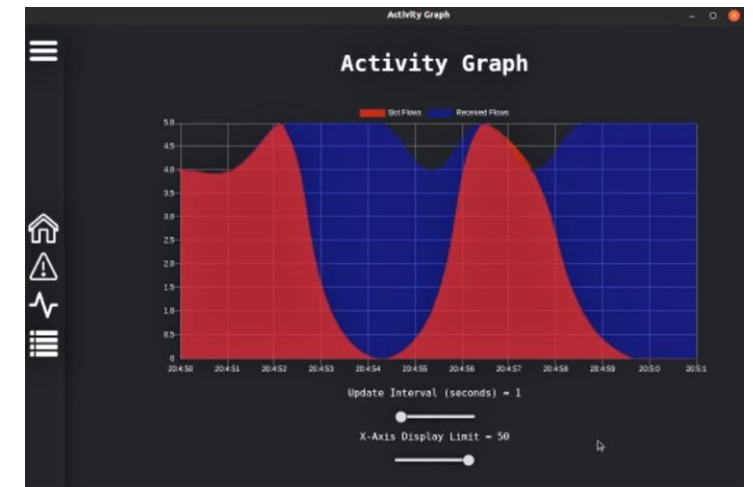 Activity Graph
Activity Graph
Bot Flows Received Flows
5.0
4.5
4.0
3.5
3.0
2.5
2.0
1.5
1.0
0.5
0
20:4:50 20:4:51 20:4:52 20:4:53 20:4:54 20:4:55 20:4:56 20:4:57 20:4:58 20:4:59 20:5:0 20:5:1
Update Interval (seconds) = 1
X-Axis Display Limit = 50